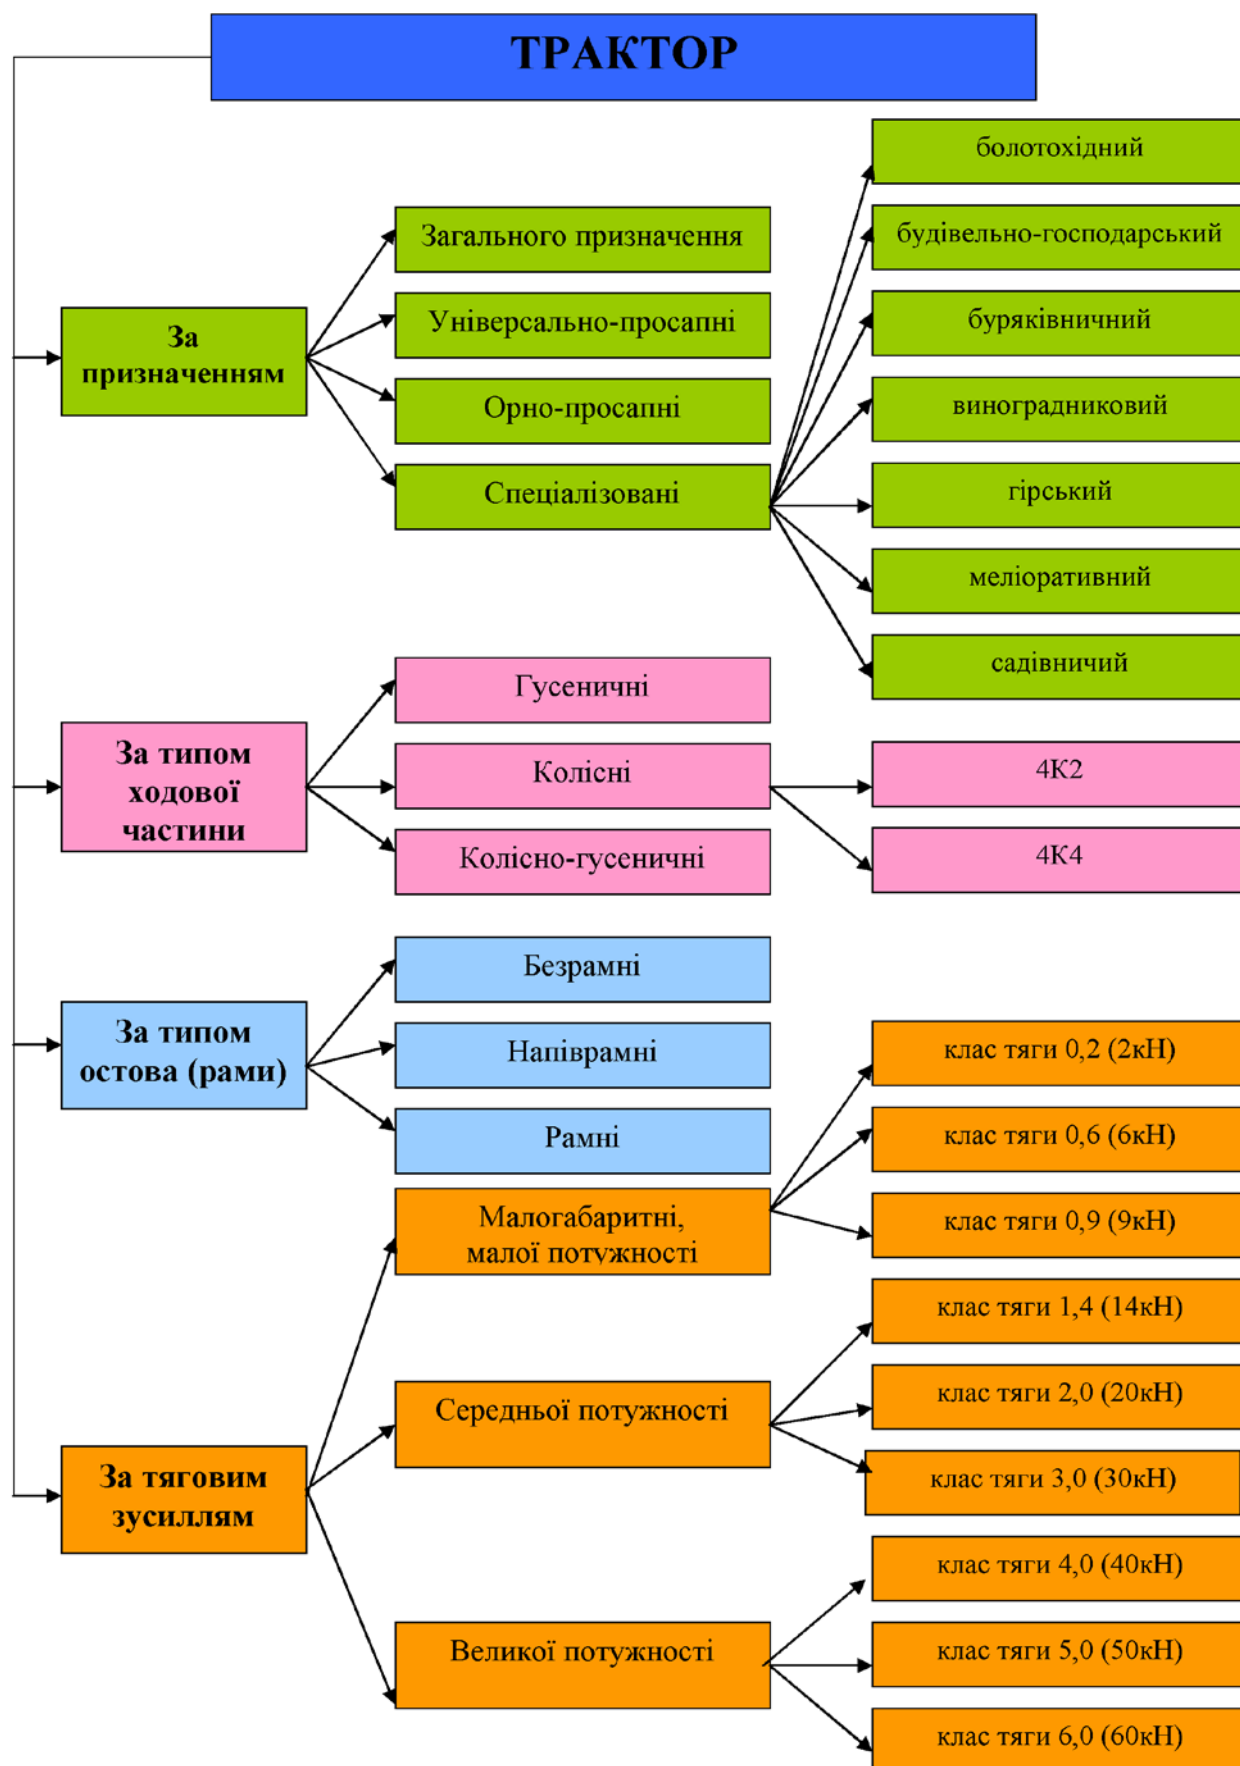 ТРАКТОР
За
призначенням
Загального призначення
Універсально-просапні
Орно-просапні
Спеціалізовані
болотохідний
будівельно-господарський
буряківничний
виноградниковий
гірський
меліоративний
садівничий
За типом
ходової
частини
Гусеничні
Колісні
Колісно-гусеничні
4К2
4К4
За типом
остова (рами)
Безрамні
Напіврамні
Рамні
За тяговим
зусиллям
Малогабаритні,
малої потужності
клас тяги 0,2 (2кН)
клас тяги 0,6 (6кН)
клас тяги 0,9 (9кН)
Середньої потужності
клас тяги 1,4 (14кН)
клас тяги 2,0 (20кН)
клас тяги 3,0 (30кН)
Великої потужності
клас тяги 4,0 (40кН)
клас тяги 5,0 (50кН)
клас тяги 6,0 (60кН)